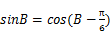 sinB = cos(B − π/6)